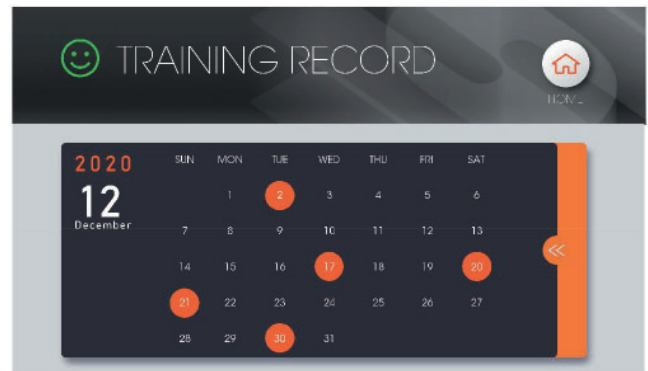 TRAINING RECORD
HOME
2020
12
December
SUN MON TUE WED THU FRI SAT
1 2 3 4 5 6
7 8 9 10 11 12 13
14 15 16 17 18 19 20
21 22 23 24 25 26 27
28 29 30 31